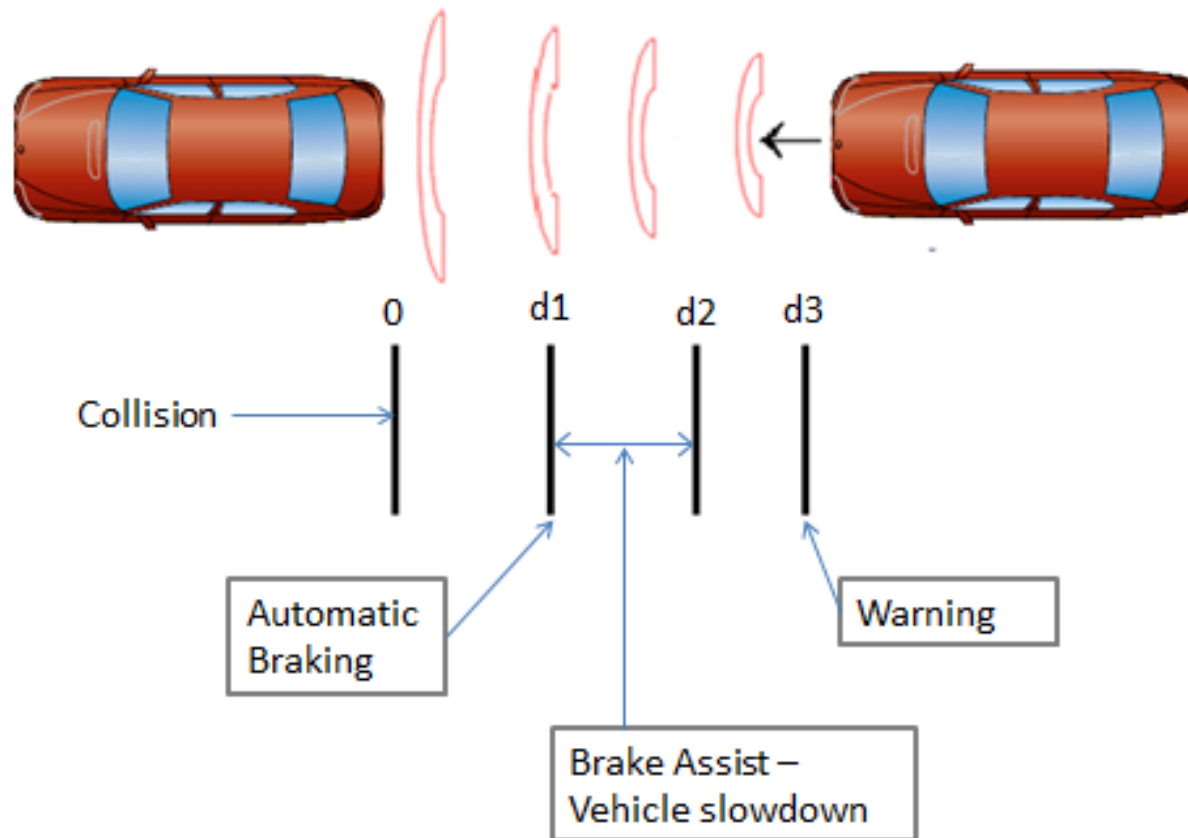 0
d1
d2
d3
Collision
Automatic
Braking
Warning
Brake Assist –
Vehicle slowdown